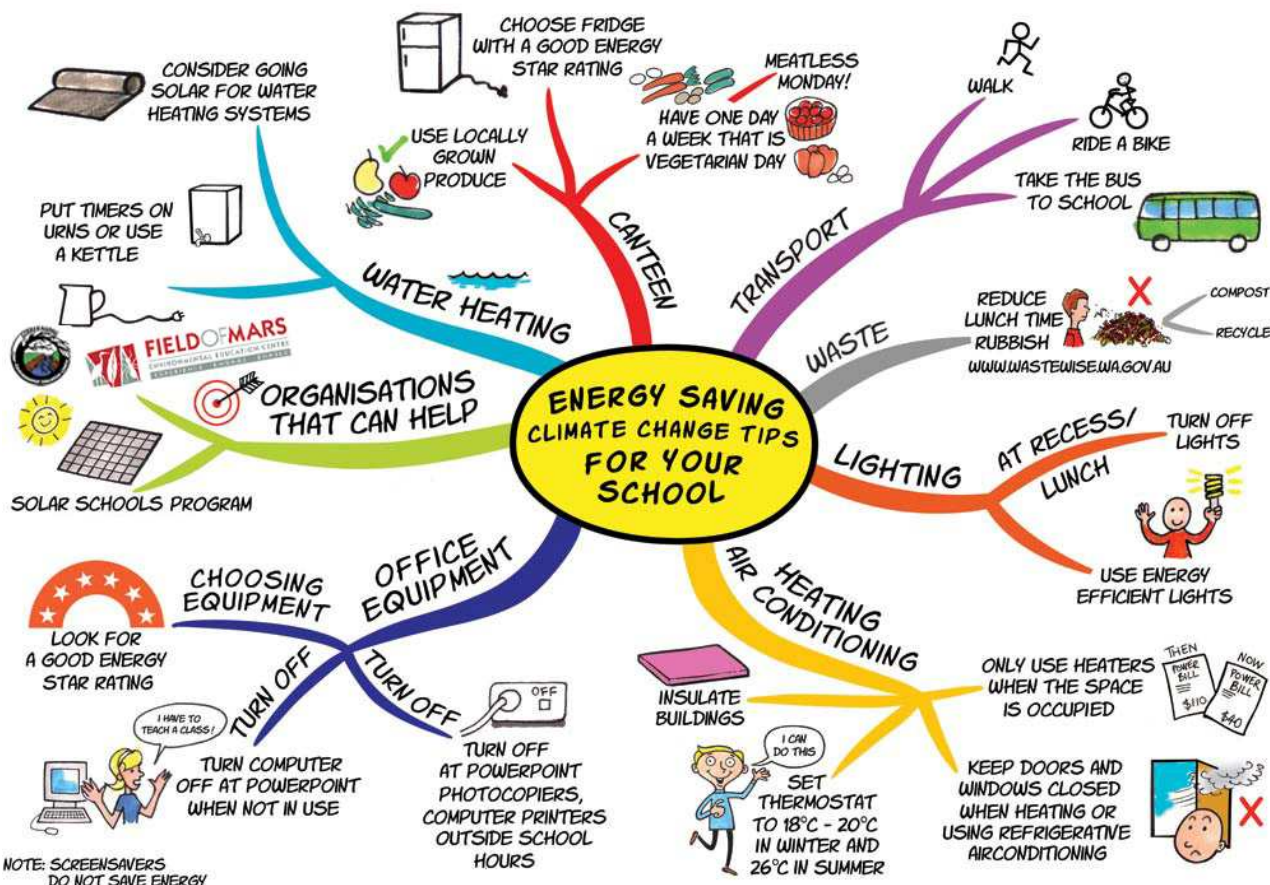 ENERGY SAVING
CLIMATE CHANGE TIPS
FOR YOUR
SCHOOL
CANTEEN
CHOOSE FRIDGE
WITH A GOOD ENERGY
STAR RATING
USE LOCALLY
GROWN
PRODUCE
MEATLESS
MONDAY!
HAVE ONE DAY
A WEEK THAT IS
VEGETARIAN DAY
TRANSPORT
WALK
RIDE A BIKE
TAKE THE BUS
TO SCHOOL
WASTE
REDUCE
LUNCH TIME
RUBBISH
COMPOST
RECYCLE
WWW.WASTEWISE.WA.GOV.AU
LIGHTING
AT RECESS/
LUNCH
TURN OFF
LIGHTS
USE ENERGY
EFFICIENT LIGHTS
HEATING
AIR CONDITIONING
ONLY USE HEATERS
WHEN THE SPACE
IS OCCUPIED
THEN
POWER
BILL
$110
NOW
POWER
BILL
$40
KEEP DOORS AND
WINDOWS CLOSED
WHEN HEATING OR
USING REFRIGERATIVE
AIRCONDITIONING
INSULATE
BUILDINGS
I CAN
DO THIS
SET
THERMOSTAT
TO 18°C - 20°C
IN WINTER AND
26°C IN SUMMER
OFFICE
EQUIPMENT
CHOOSING
EQUIPMENT
LOOK FOR
A GOOD ENERGY
STAR RATING
TURN OFF
I HAVE TO
TEACH A CLASS!
TURN COMPUTER
OFF AT POWERPOINT
WHEN NOT IN USE
NOTE: SCREENSAVERS
DO NOT SAVE ENERGY
TURN OFF
OFF
TURN OFF
AT POWERPOINT
PHOTOCOPIERS,
COMPUTER PRINTERS
OUTSIDE SCHOOL
HOURS
ORGANISATIONS
THAT CAN HELP
FIELDOFMARS
ENVIRONMENTAL EDUCATION CENTRE
SOLAR SCHOOLS PROGRAM
WATER HEATING
CONSIDER GOING
SOLAR FOR WATER
HEATING SYSTEMS
PUT TIMERS ON
URNS OR USE
A KETTLE